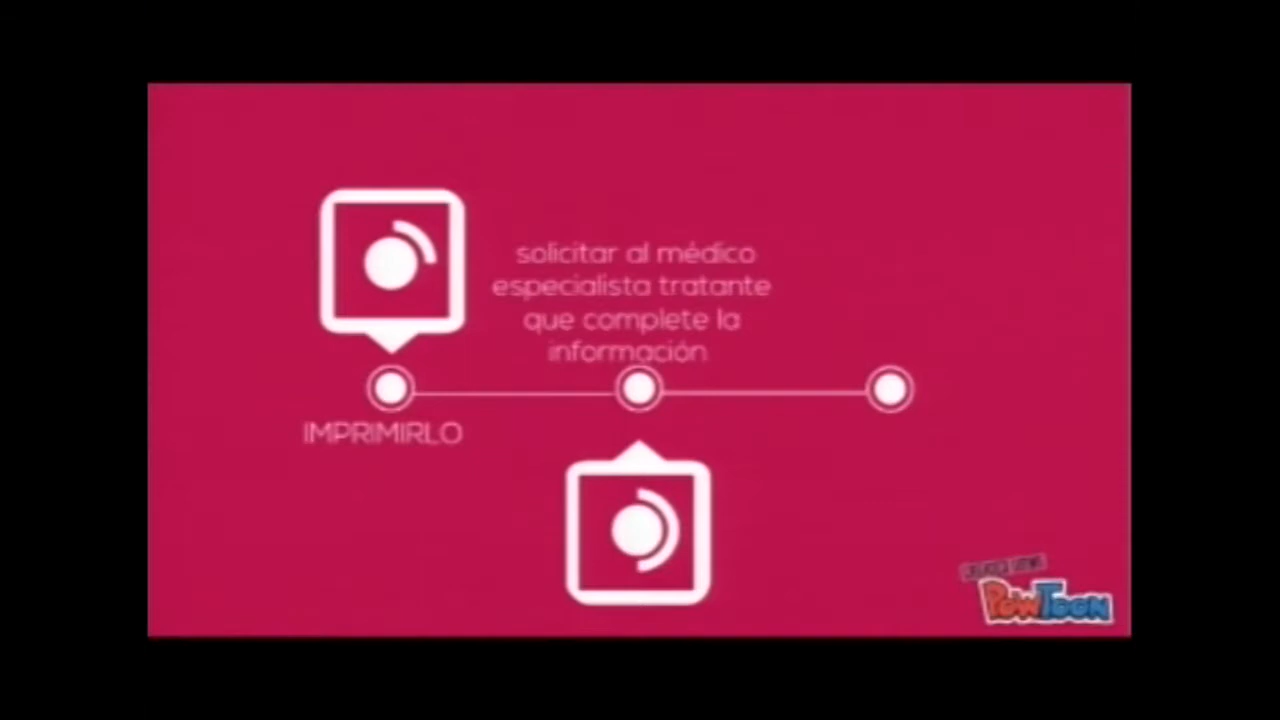 solicitar al médico
especialista tratante
que complete la
información
IMPRIMIRLO
POWTOON